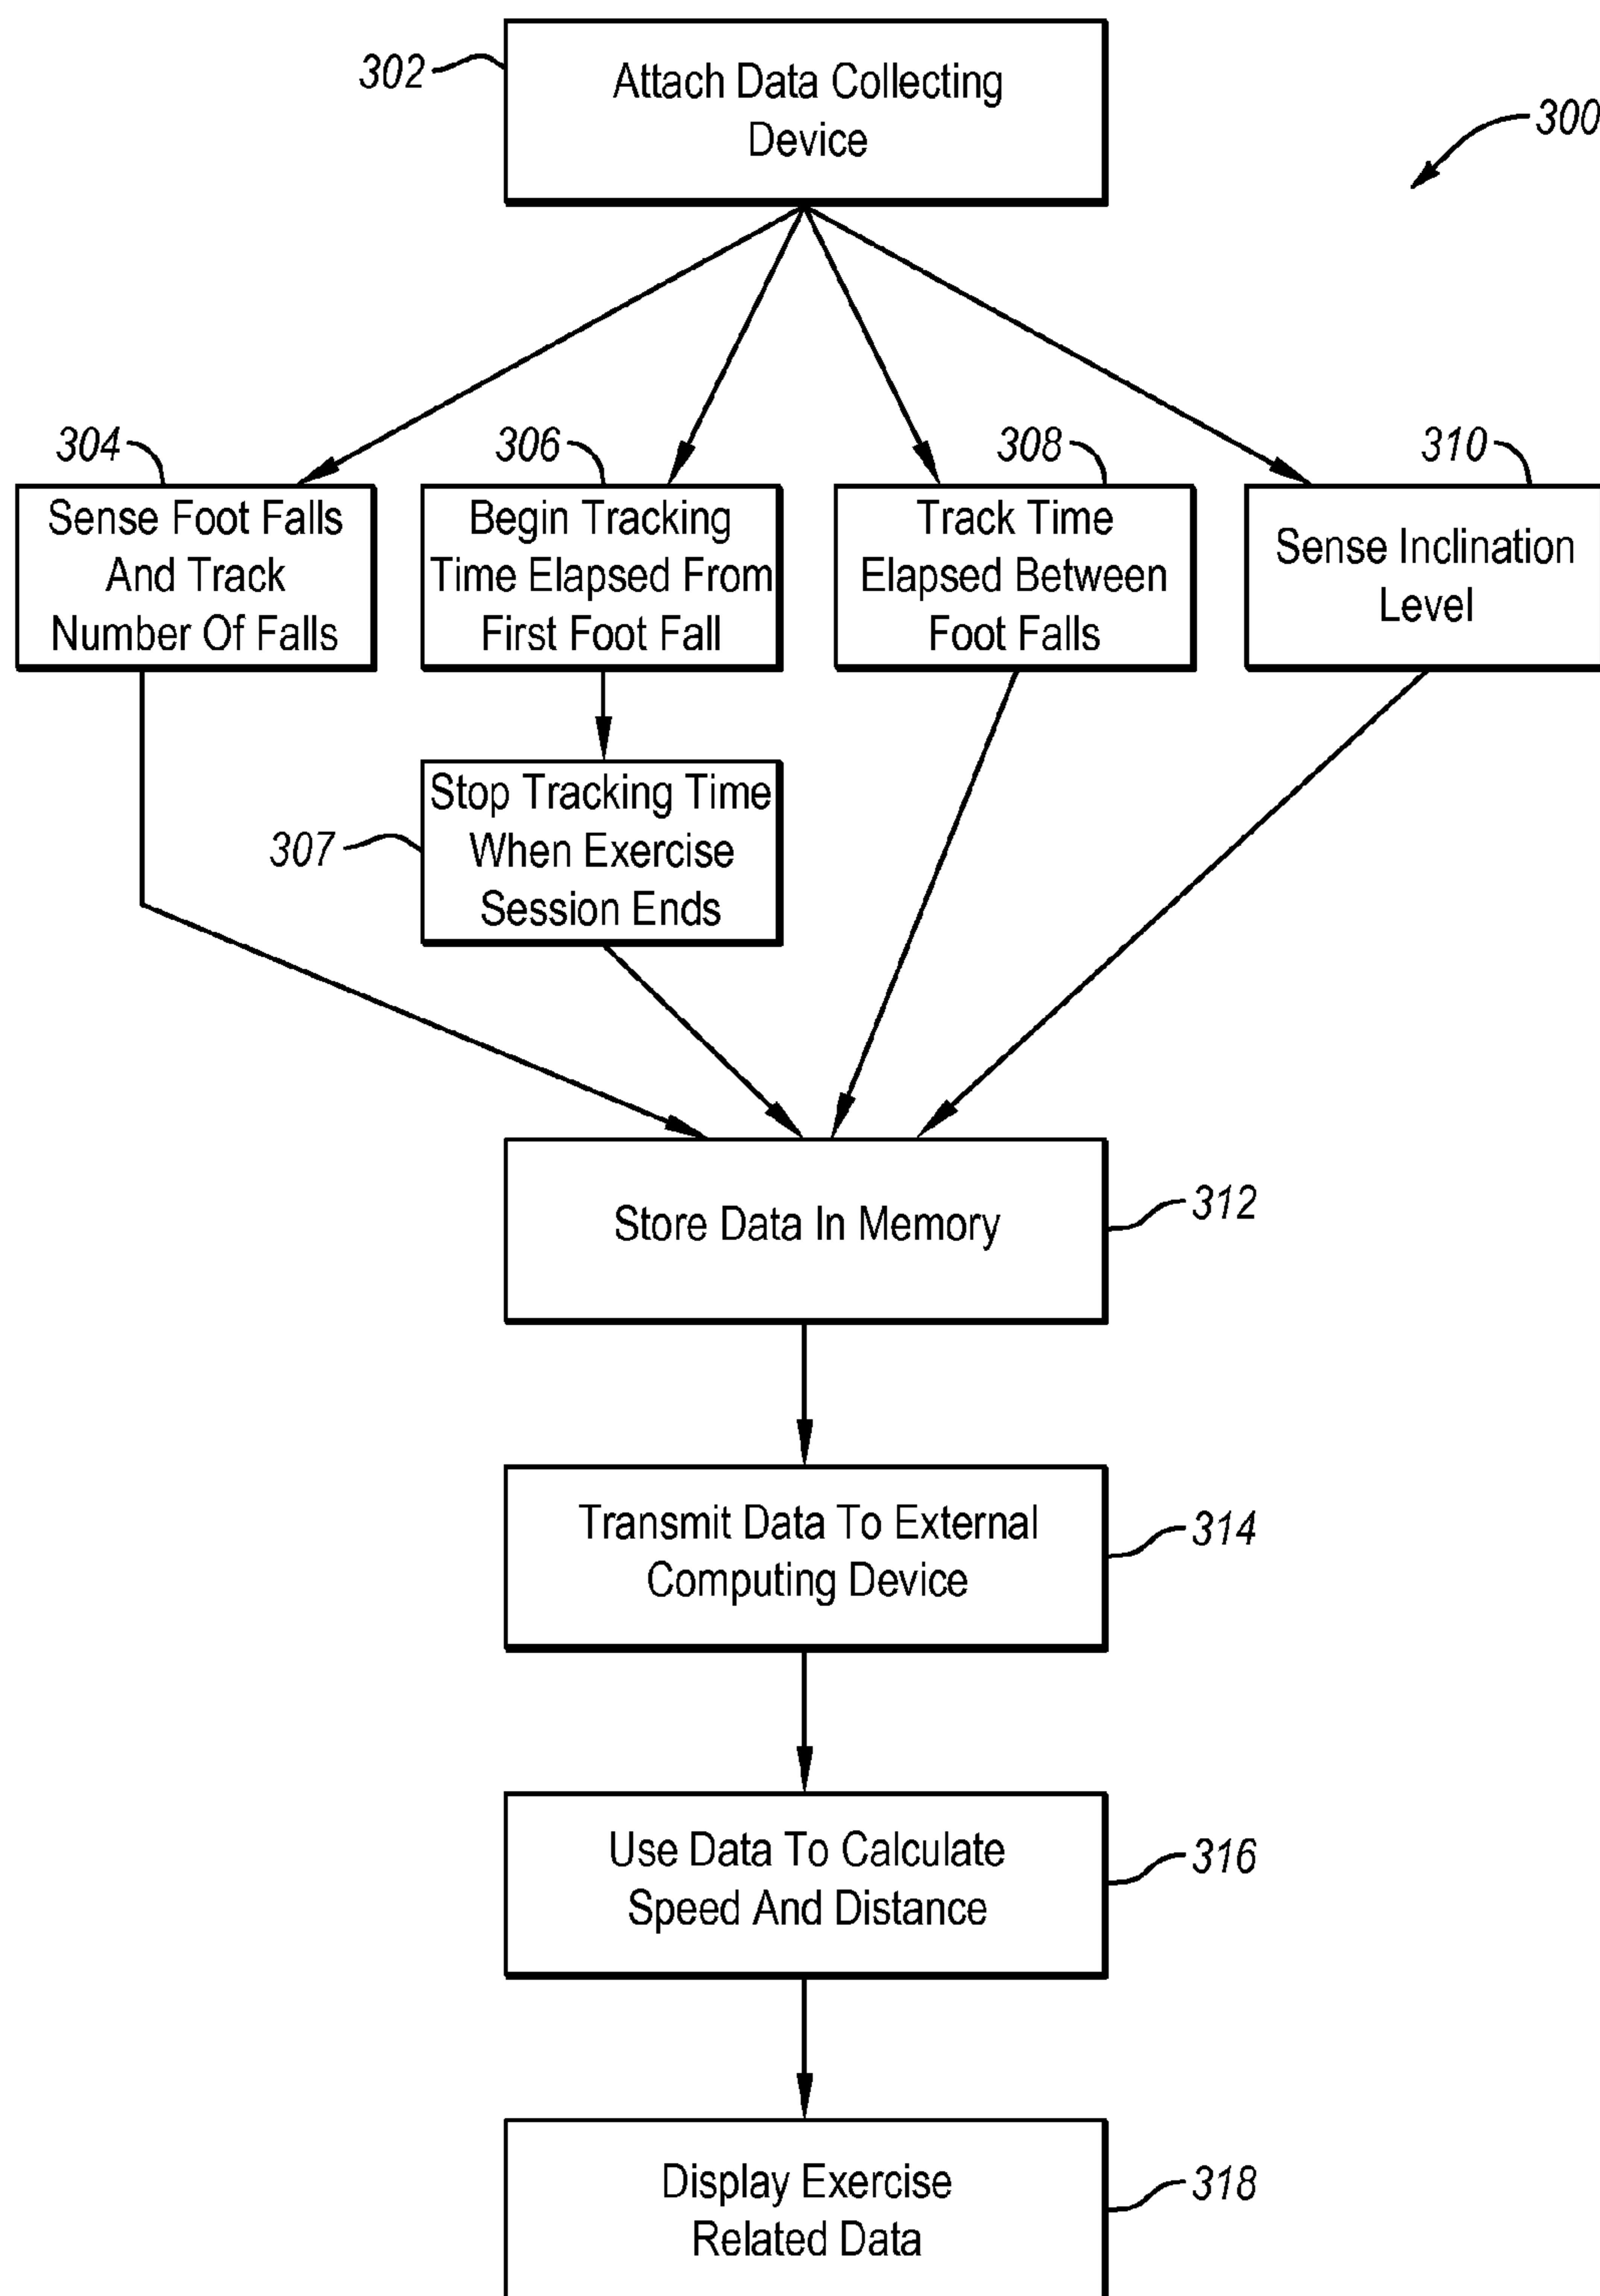 302
Attach Data Collecting
Device
300
304
Sense Foot Falls
And Track
Number Of Falls
306
Begin Tracking
Time Elapsed From
First Foot Fall
308
Track Time
Elapsed Between
Foot Falls
310
Sense Inclination
Level
307
Stop Tracking Time
When Exercise
Session Ends
Store Data In Memory
312
Transmit Data To External
Computing Device
314
Use Data To Calculate
Speed And Distance
316
Display Exercise
Related Data
318